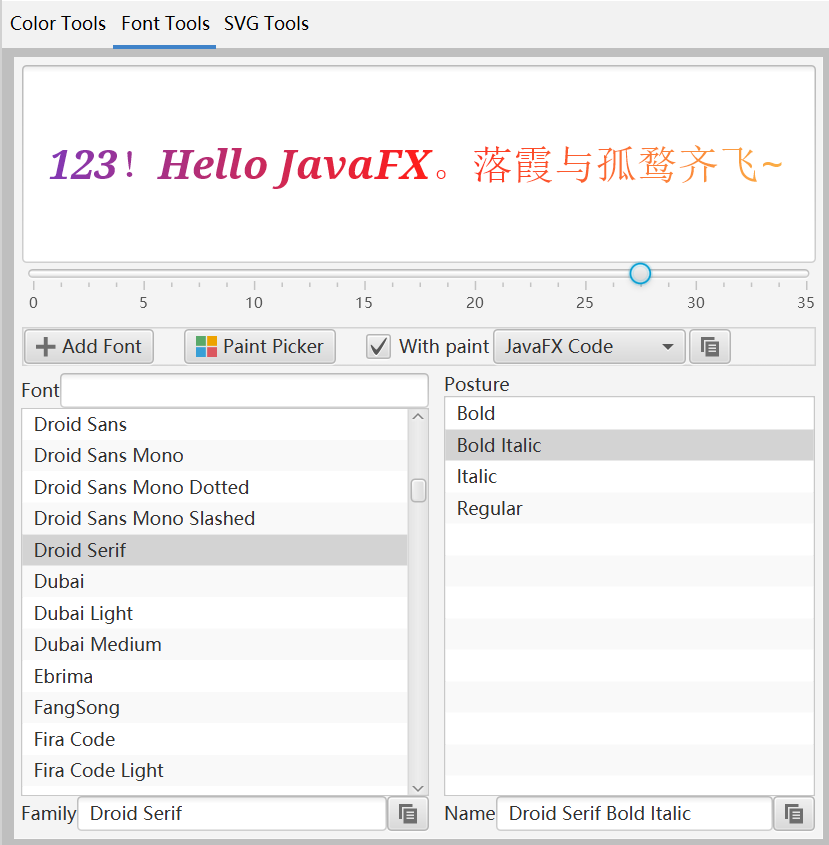 Color Tools Font Tools SVG Tools
123！Hello JavaFX。落霞与孤鹜齐飞~
0 5 10 15 20 25 30 35
Add Font Paint Picker With paint JavaFX Code
Font
Droid Sans
Droid Sans Mono
Droid Sans Mono Dotted
Droid Sans Mono Slashed
Droid Serif
Dubai
Dubai Light
Dubai Medium
Ebrima
FangSong
Fira Code
Fira Code Light
Family Droid Serif
Posture
Bold
Bold Italic
Italic
Regular
Name Droid Serif Bold Italic